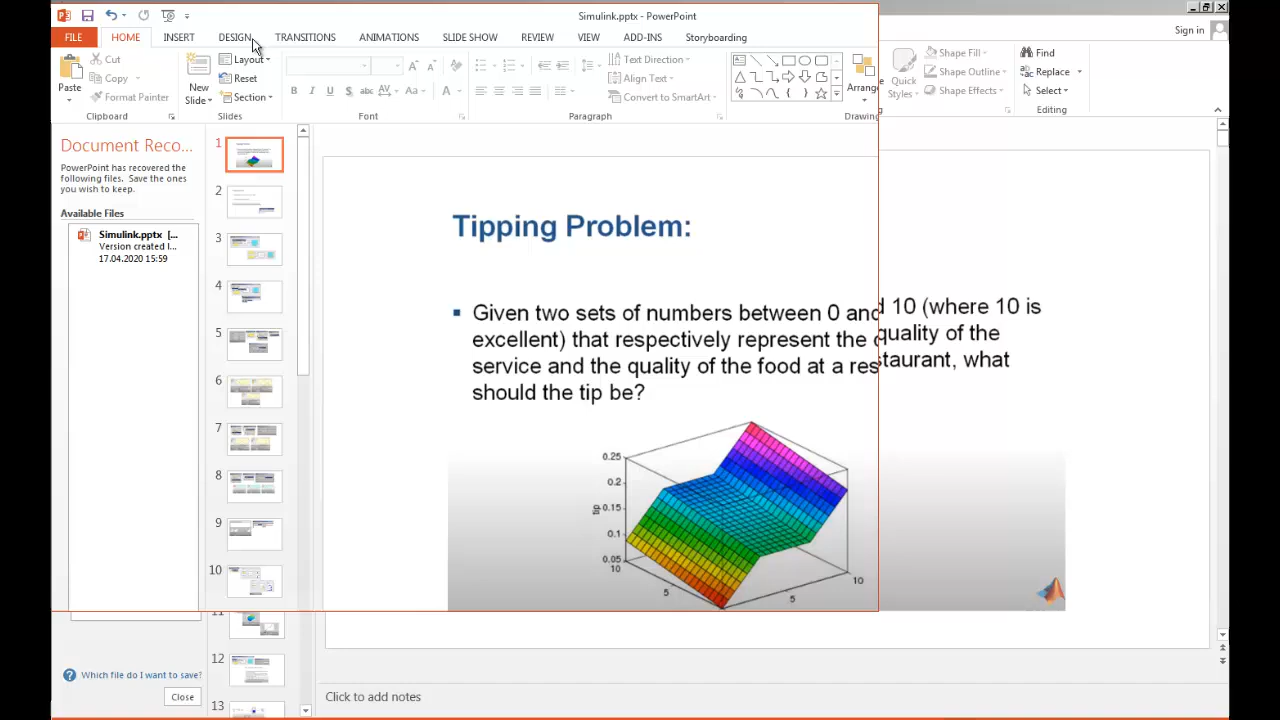 Simulink.pptx - PowerPoint
FILE
HOME
INSERT
DESIGN
TRANSITIONS
ANIMATIONS
SLIDE SHOW
REVIEW
VIEW
ADD-INS
Storyboarding
Sign in
Paste
Cut
Copy
Format Painter
Clipboard
New
Slide
Layout
Reset
Section
Slides
B I U S abc AV Aa A
Font
Text Direction
Align Text
Convert to SmartArt
Paragraph
Arrange
Drawing
Quick
Styles
Shape Fill
Shape Outline
Shape Effects
Find
Replace
Select
Editing
Document Reco...
PowerPoint has recovered the
following files. Save the ones
you wish to keep.
Available Files
Simulink.pptx [...
Version created l...
17.04.2020 15:59
Which file do I want to save?
Close
1
2
3
4
5
6
7
8
9
10
11
12
13
Tipping Problem:
Given two sets of numbers between 0 and 10 (where 10 is
excellent) that respectively represent the quality of the
service and the quality of the food at a restaurant, what
should the tip be?
0.25
0.2
0.15
0.1
0.05
tip
10
5
5
10
Click to add notes